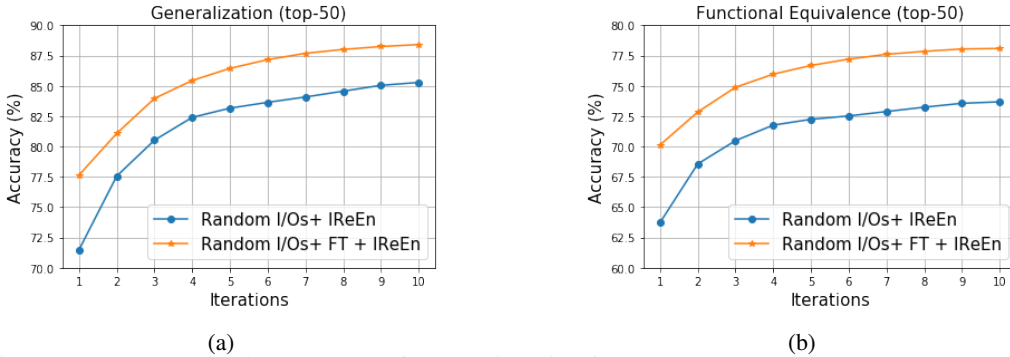 Generalization (top-50)
Accuracy (%)
90.0
87.5
85.0
82.5
80.0
77.5
75.0
72.5
70.0
Random I/Os+ IReEn
Random I/Os+ FT + IReEn
1 2 3 4 5 6 7 8 9 10
Iterations
(a)
Functional Equivalence (top-50)
Accuracy (%)
80.0
77.5
75.0
72.5
70.0
67.5
65.0
62.5
60.0
Random I/Os+ IReEn
Random I/Os+ FT + IReEn
1 2 3 4 5 6 7 8 9 10
Iterations
(b)